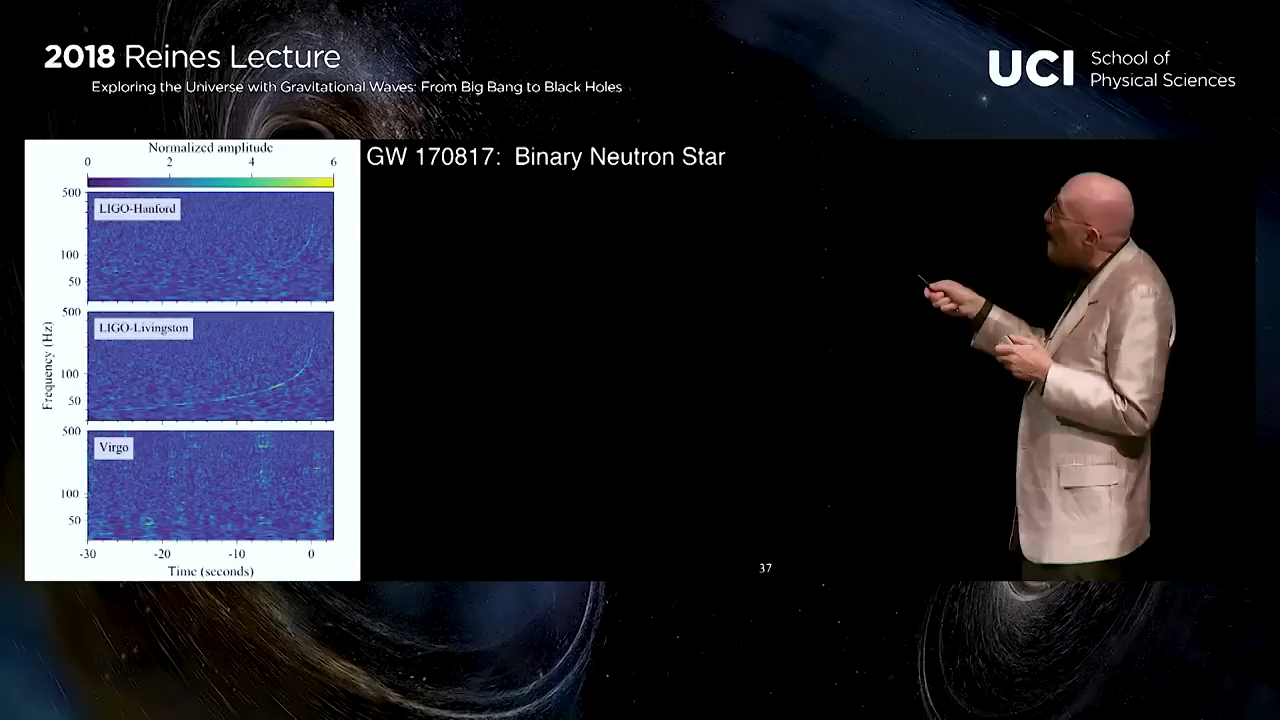 2018 Reines Lecture
Exploring the Universe with Gravitational Waves: From Big Bang to Black Holes
UCI School of
Physical Sciences
GW 170817: Binary Neutron Star
Normalized amplitude
0 2 4 6
500
LIGO-Hanford
100
50
500
LIGO-Livingston
100
50
Frequency (Hz)
500
Virgo
100
50
-30 -20 -10 0
Time (seconds)
37